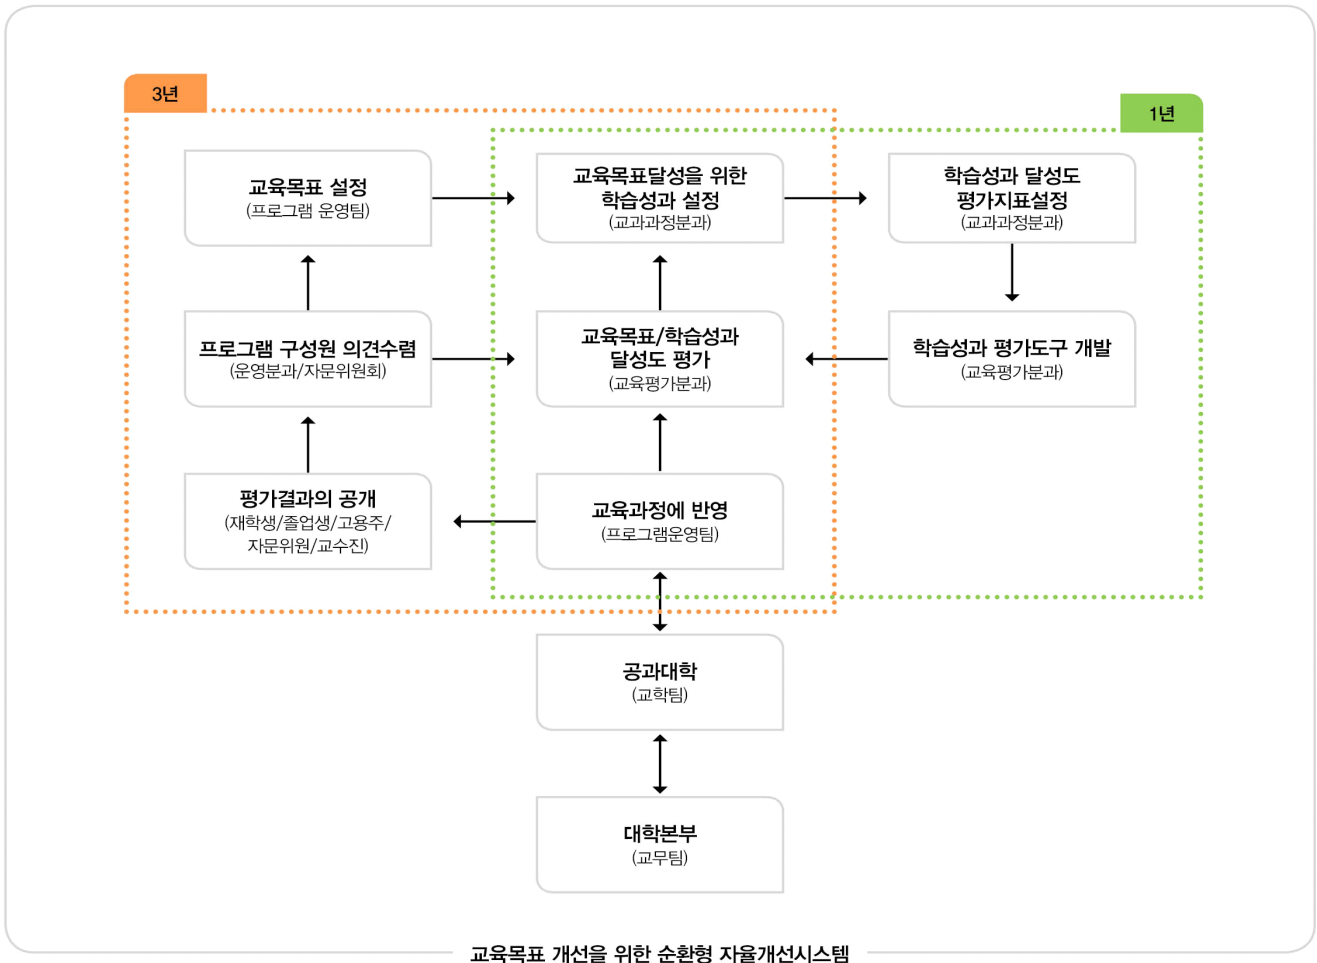 3년
1년
교육목표 설정
(프로그램 운영팀)
교육목표달성을 위한
학습성과 설정
(교과과정분과)
학습성과 달성도
평가지표설정
(교과과정분과)
프로그램 구성원 의견수렴
(운영분과/자문위원회)
교육목표/학습성과
달성도 평가
(교육평가분과)
학습성과 평가도구 개발
(교육평가분과)
평가결과의 공개
(재학생/졸업생/고용주/
자문위원/교수진)
교육과정에 반영
(프로그램운영팀)
공과대학
(교학팀)
대학본부
(교무팀)
교육목표 개선을 위한 순환형 자율개선시스템